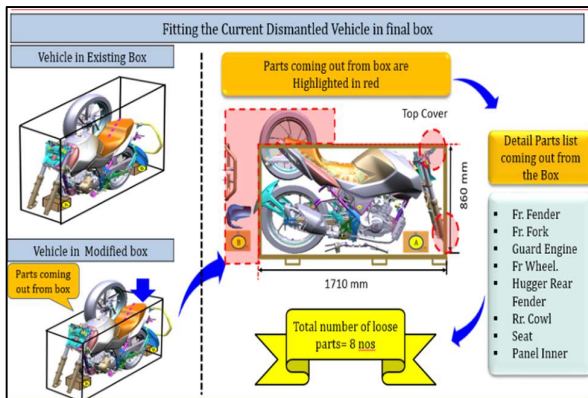 Fitting the Current Dismantled Vehicle in final box
Vehicle in Existing Box
Vehicle in Modified box
Parts coming
out from box
Parts coming out from box are
Highlighted in red
Top Cover
860 mm
B
A
1710 mm
Total number of loose
parts= 8 nos
Detail Parts list
coming out from
the Box
Fr. Fender
Fr. Fork
Guard Engine
Fr Wheel.
Hugger Rear
Fender
Rr. Cowl
Seat
Panel Inner